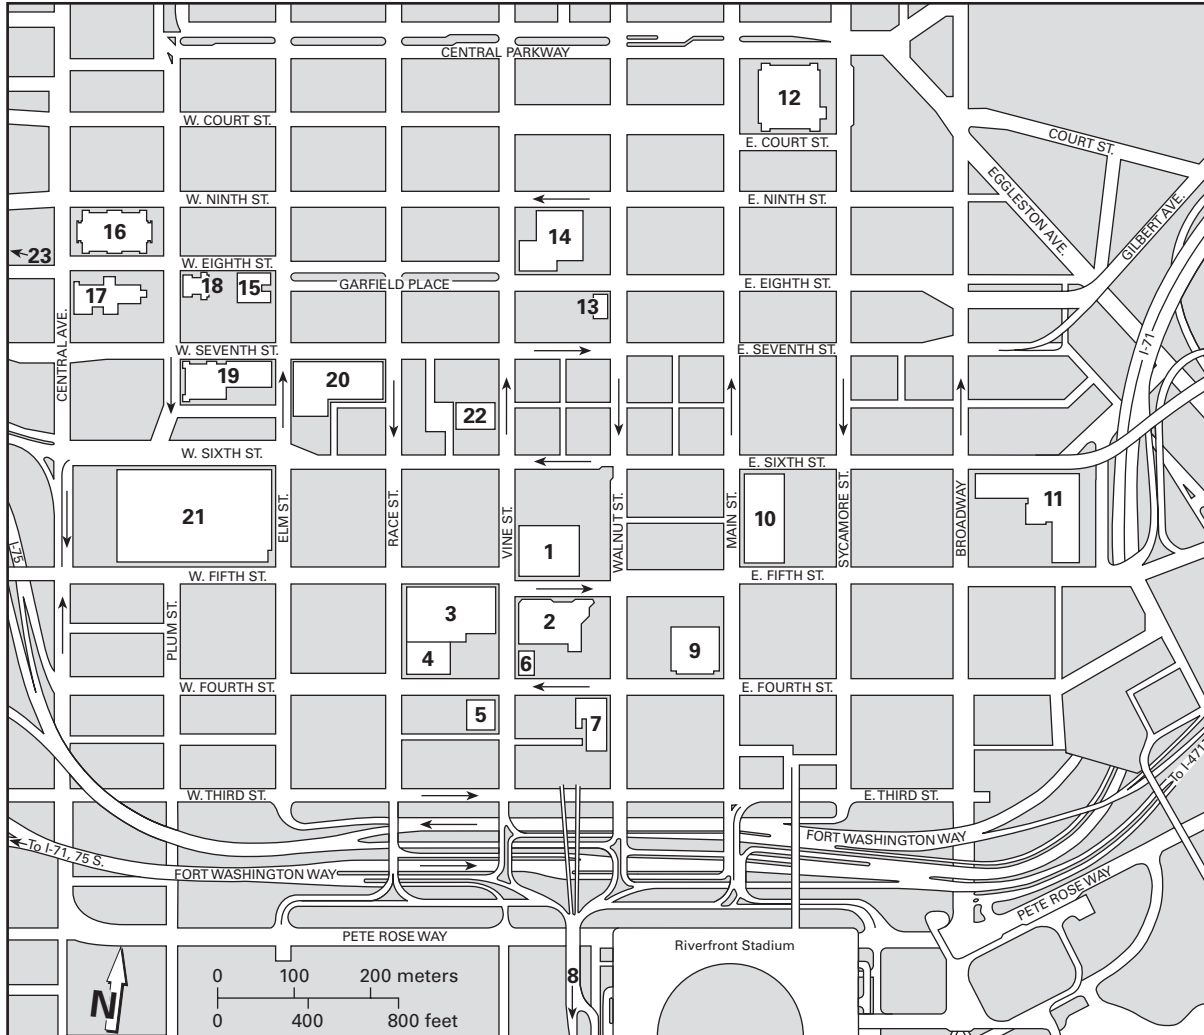 CENTRAL PARKWAY
12
W. COURT ST.
E. COURT ST.
COURT ST.
W. NINTH ST.
E. NINTH ST.
EGGLESTON AVE.
GILBERT AVE.
16
14
23
W. EIGHTH ST.
GARFIELD PLACE
E. EIGHTH ST.
17
18
15
13
CENTRAL AVE.
W. SEVENTH ST.
E. SEVENTH ST.
I-71
19
20
22
W. SIXTH ST.
E. SIXTH ST.
21
ELM ST.
RACE ST.
VINE ST.
WALNUT ST.
MAIN ST.
10
SYCAMORE ST.
BROADWAY
11
1
I-75
W. FIFTH ST.
E. FIFTH ST.
PLUM ST.
3
2
4
6
9
W. FOURTH ST.
E. FOURTH ST.
5
7
To I-471
W. THIRD ST.
E. THIRD ST.
FORT WASHINGTON WAY
To I-71, 75 S.
FORT WASHINGTON WAY
PETE ROSE WAY
PETE ROSE WAY
Riverfront Stadium
8
N
0 100 200 meters
0 400 800 feet